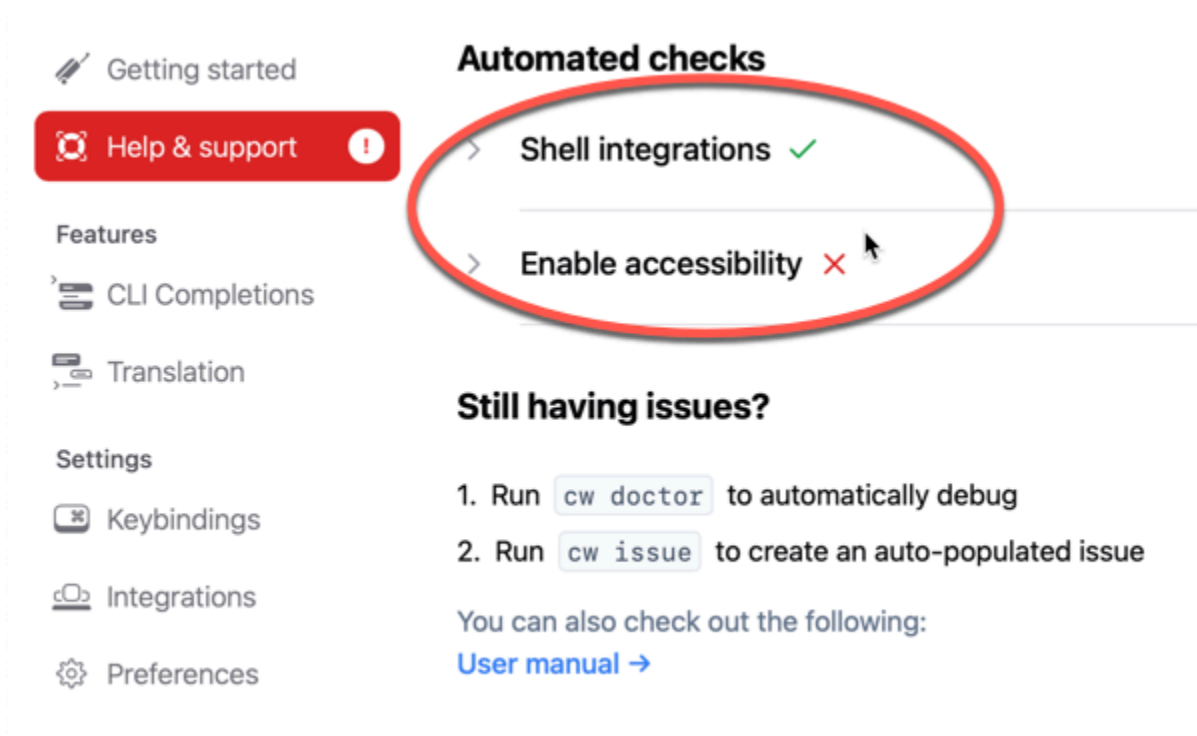 Getting started
Help & support !
Features
CLI Completions
Translation
Settings
Keybindings
Integrations
Preferences
Automated checks
Shell integrations
Enable accessibility
Still having issues?
1. Run cw doctor to automatically debug
2. Run cw issue to create an auto-populated issue
You can also check out the following:
User manual →